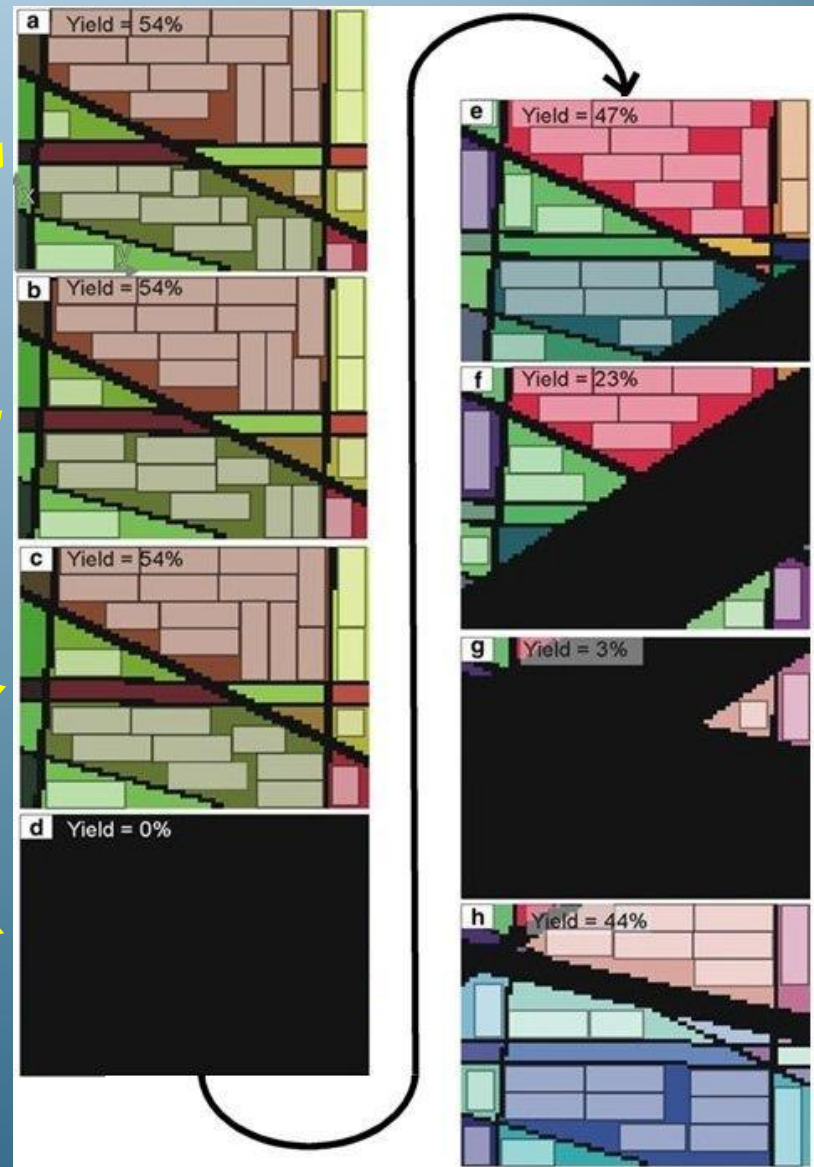 a Yield = 54%
x
y
b Yield = 54%
c Yield = 54%
d Yield = 0%
e Yield = 47%
f Yield = 23%
g Yield = 3%
h Yield = 44%